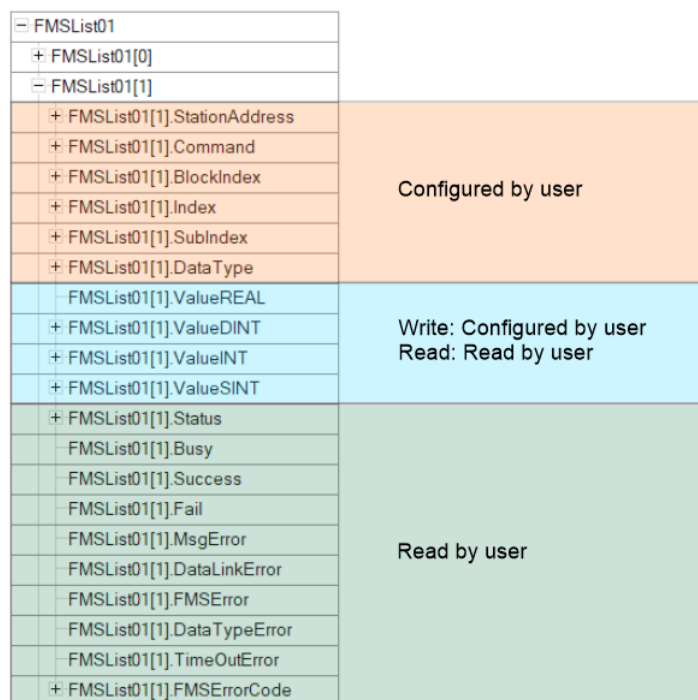 FMSList01
FMSList01[0]
FMSList01[1]
FMSList01[1].StationAddress
FMSList01[1].Command
FMSList01[1].BlockIndex
FMSList01[1].Index
FMSList01[1].SubIndex
FMSList01[1].DataType
Configured by user
FMSList01[1].ValueREAL
FMSList01[1].ValueDINT
FMSList01[1].ValueINT
FMSList01[1].ValueSINT
Write: Configured by user
Read: Read by user
FMSList01[1].Status
FMSList01[1].Busy
FMSList01[1].Success
FMSList01[1].Fail
FMSList01[1].MsgError
FMSList01[1].DataLinkError
FMSList01[1].FMSError
FMSList01[1].DataTypeError
FMSList01[1].TimeOutError
FMSList01[1].FMSErrorCode
Read by user